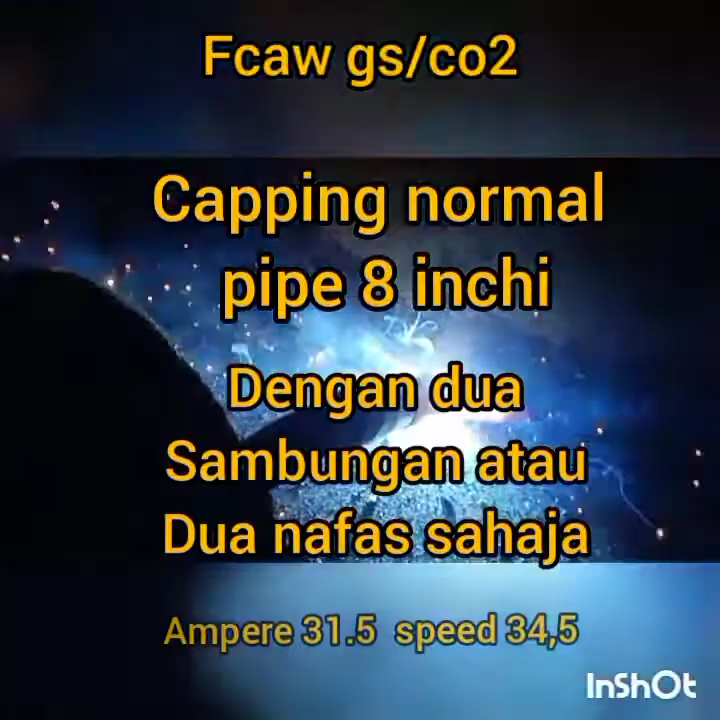 Fcaw gs/co2
Capping normal
pipe 8 inchi
Dengan dua
Sambungan atau
Dua nafas sahaja
Ampere 31.5 speed 34,5
InShOt